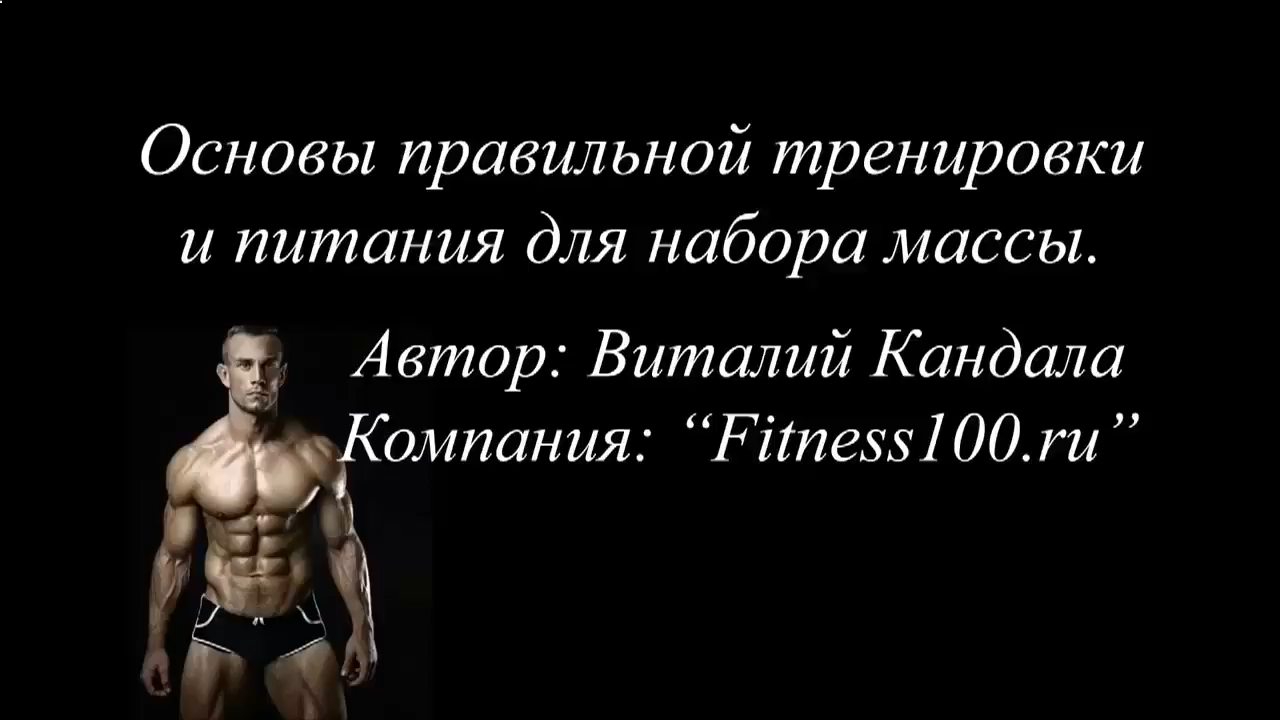 Основы правильной тренировки
и питания для набора массы.
Автор: Виталий Кандала
Компания: “Fitness100.ru”